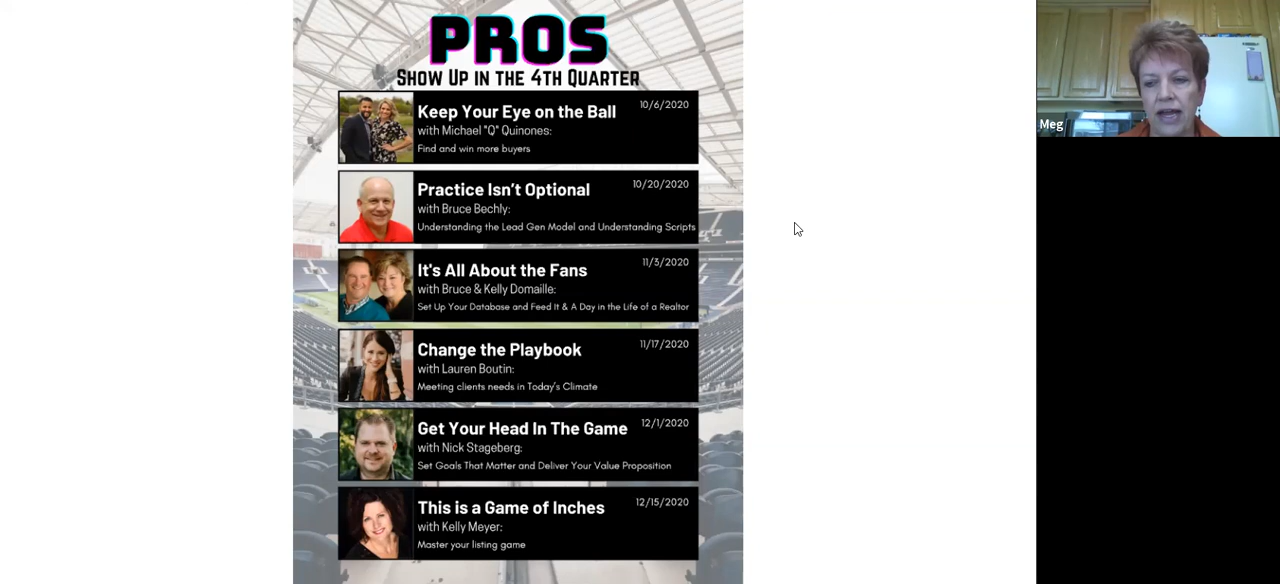 PROS
SHOW UP IN THE 4TH QUARTER
Keep Your Eye on the Ball
10/6/2020
with Michael "Q" Quinones:
Find and win more buyers
Practice Isn't Optional
10/20/2020
with Bruce Bechly:
Understanding the Lead Gen Model and Understanding Scripts
It's All About the Fans
11/3/2020
with Bruce & Kelly Domaille:
Set Up Your Database and Feed It & A Day in the Life of a Realtor
Change the Playbook
11/17/2020
with Lauren Boutin:
Meeting clients needs in Today's Climate
Get Your Head In The Game
12/1/2020
with Nick Stageberg:
Set Goals That Matter and Deliver Your Value Proposition
This is a Game of Inches
12/15/2020
with Kelly Meyer:
Master your listing game
Meg